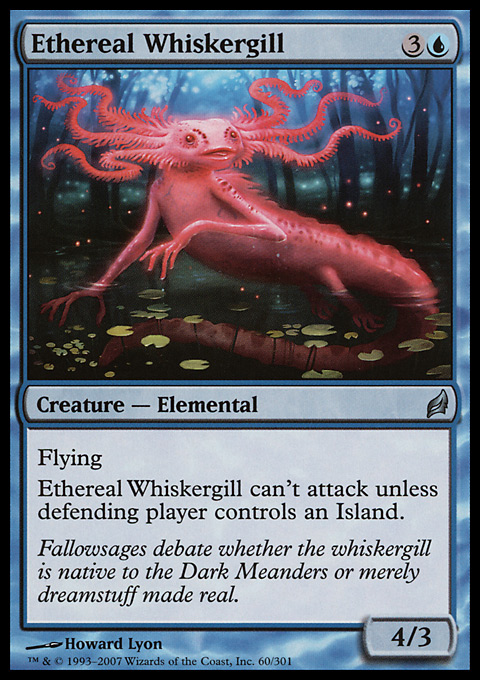 Ethereal Whiskergill 3
Creature — Elemental
Flying
Ethereal Whiskergill can't attack unless
defending player controls an Island.
Fallowsages debate whether the whiskergill
is native to the Dark Meanders or merely
dreamstuff made real.
Howard Lyon
4/3
™ & © 1993–2007 Wizards of the Coast, Inc. 60/301